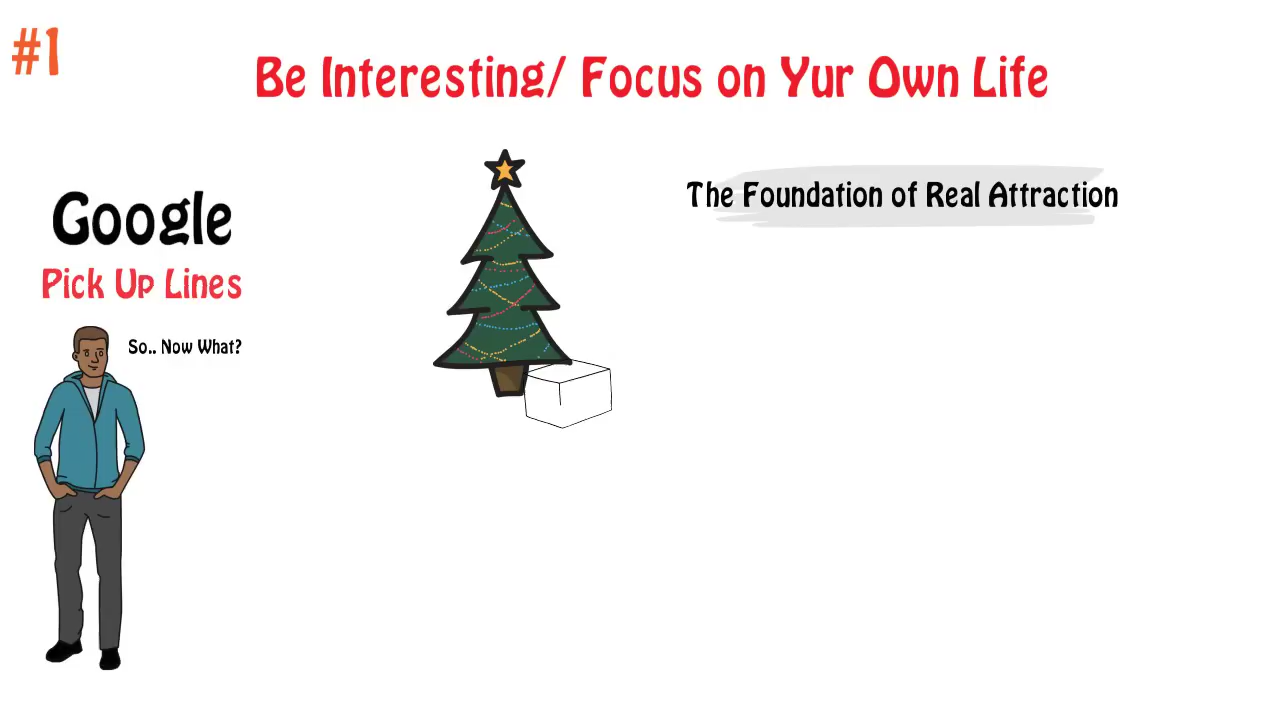 #1
Be Interesting/ Focus on Yur Own Life
The Foundation of Real Attraction
Google
Pick Up Lines
So.. Now What?